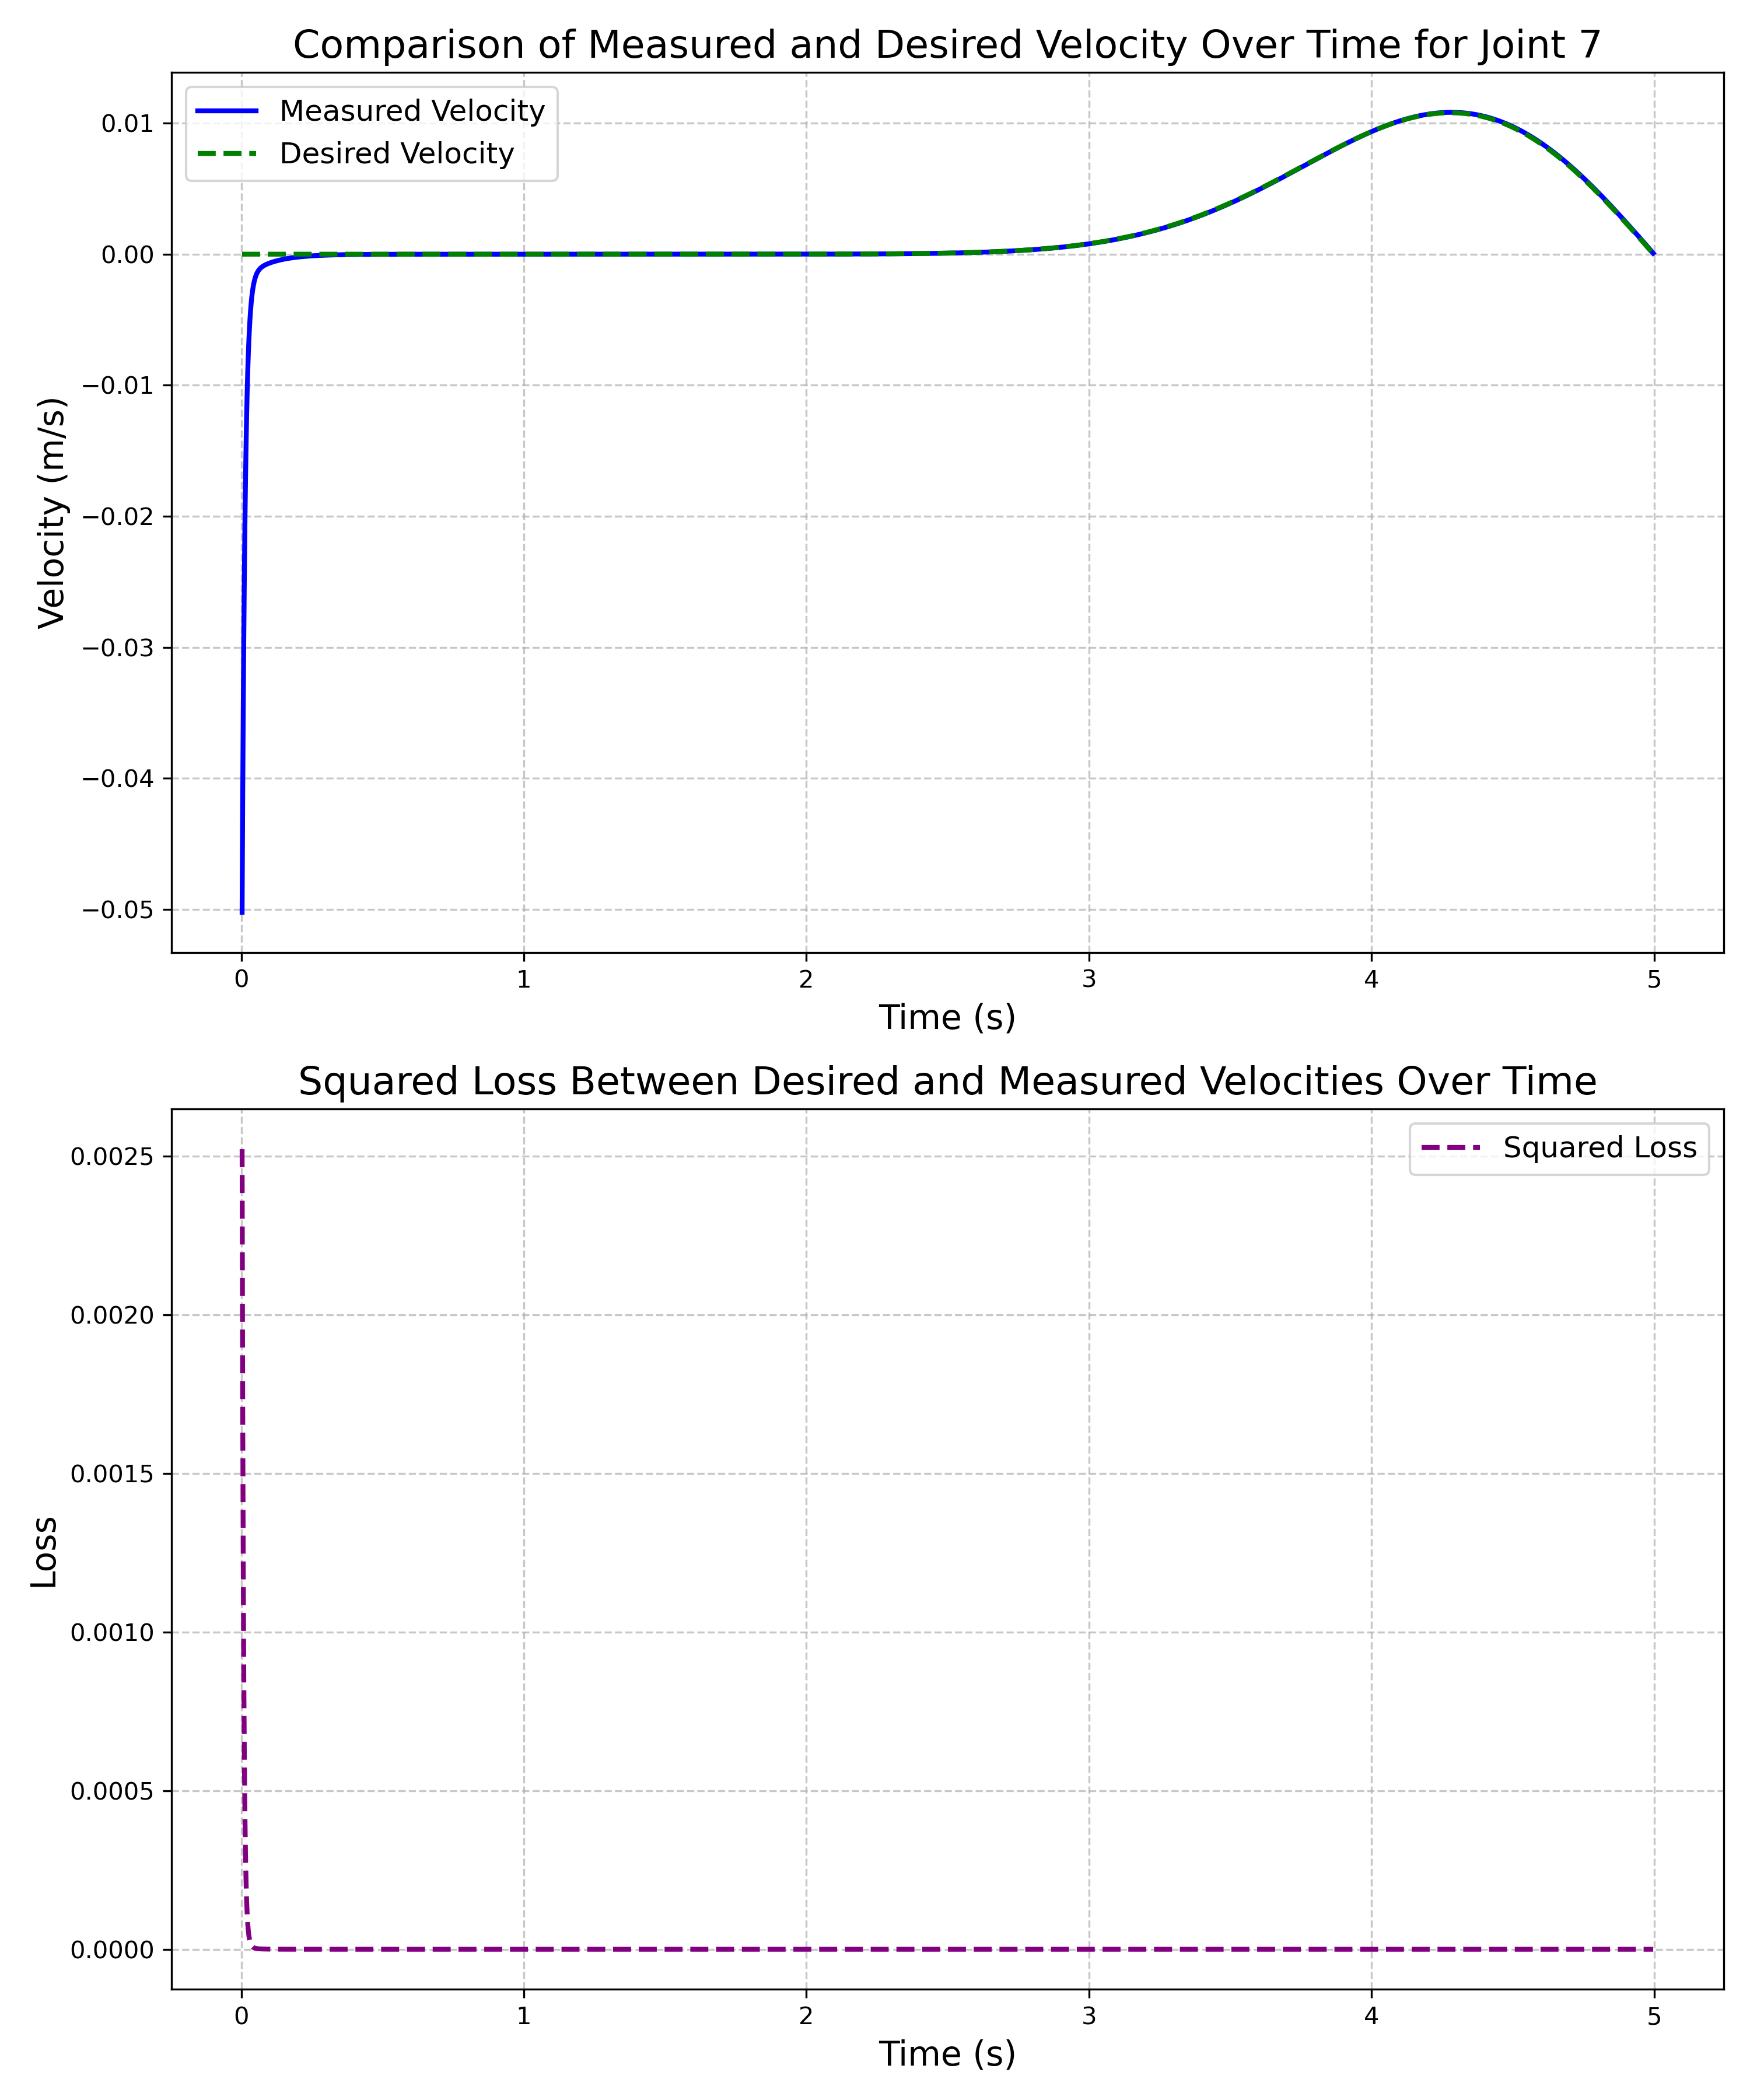 Comparison of Measured and Desired Velocity Over Time for Joint 7
Measured Velocity
Desired Velocity
0.01
0.00
−0.01
−0.02
−0.03
−0.04
−0.05
Velocity (m/s)
0 1 2 3 4 5
Time (s)
Squared Loss Between Desired and Measured Velocities Over Time
Squared Loss
0.0025
0.0020
0.0015
0.0010
0.0005
0.0000
Loss
0 1 2 3 4 5
Time (s)